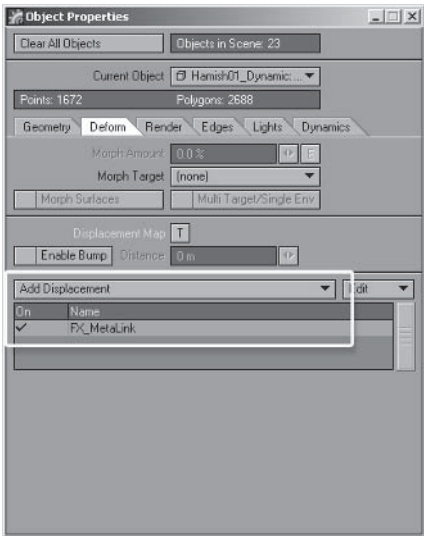 Object Properties
Clear All Objects
Objects in Scene: 23
Current Object
Hamish01_Dynamic: ...
Points: 1672
Polygons: 2688
Geometry Deform Render Edges Lights Dynamics
Morph Amount 0.0 % E
Morph Target (none)
Morph Surfaces
Multi Target/Single Env
Displacement Map T
Enable Bump Distance 0 m
Add Displacement
On Name
FX_MetaLink